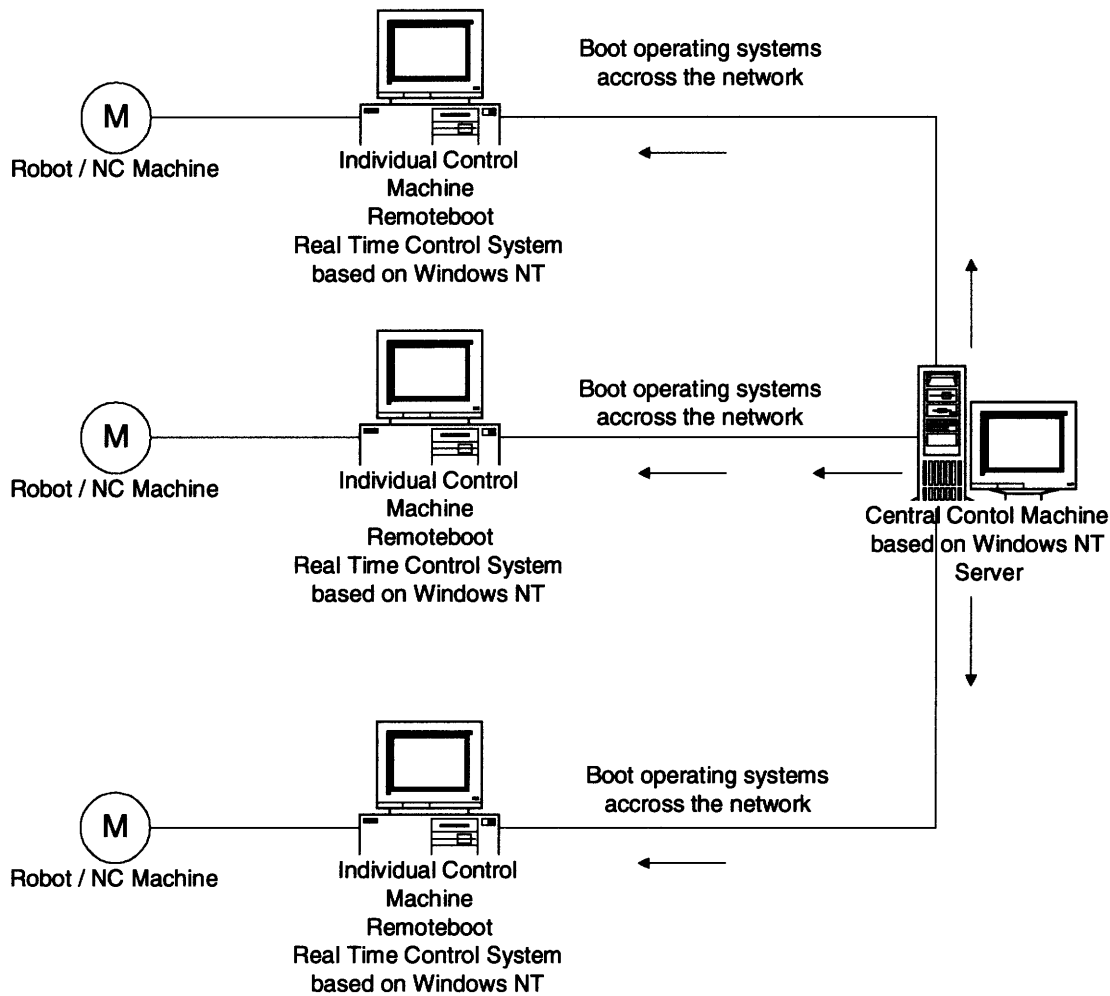 Boot operating systems
accross the network
M
Robot / NC Machine
Individual Control
Machine
Remoteboot
Real Time Control System
based on Windows NT
Boot operating systems
accross the network
M
Robot / NC Machine
Individual Control
Machine
Remoteboot
Real Time Control System
based on Windows NT
Central Contol Machine
based on Windows NT
Server
Boot operating systems
accross the network
M
Robot / NC Machine
Individual Control
Machine
Remoteboot
Real Time Control System
based on Windows NT